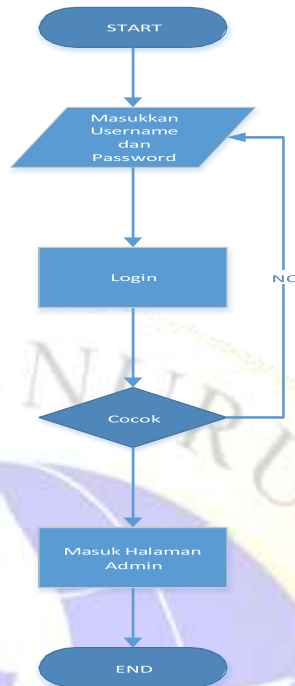 START
Masukkan
Username
dan
Password
Login
NO
Cocok
Masuk Halaman
Admin
END